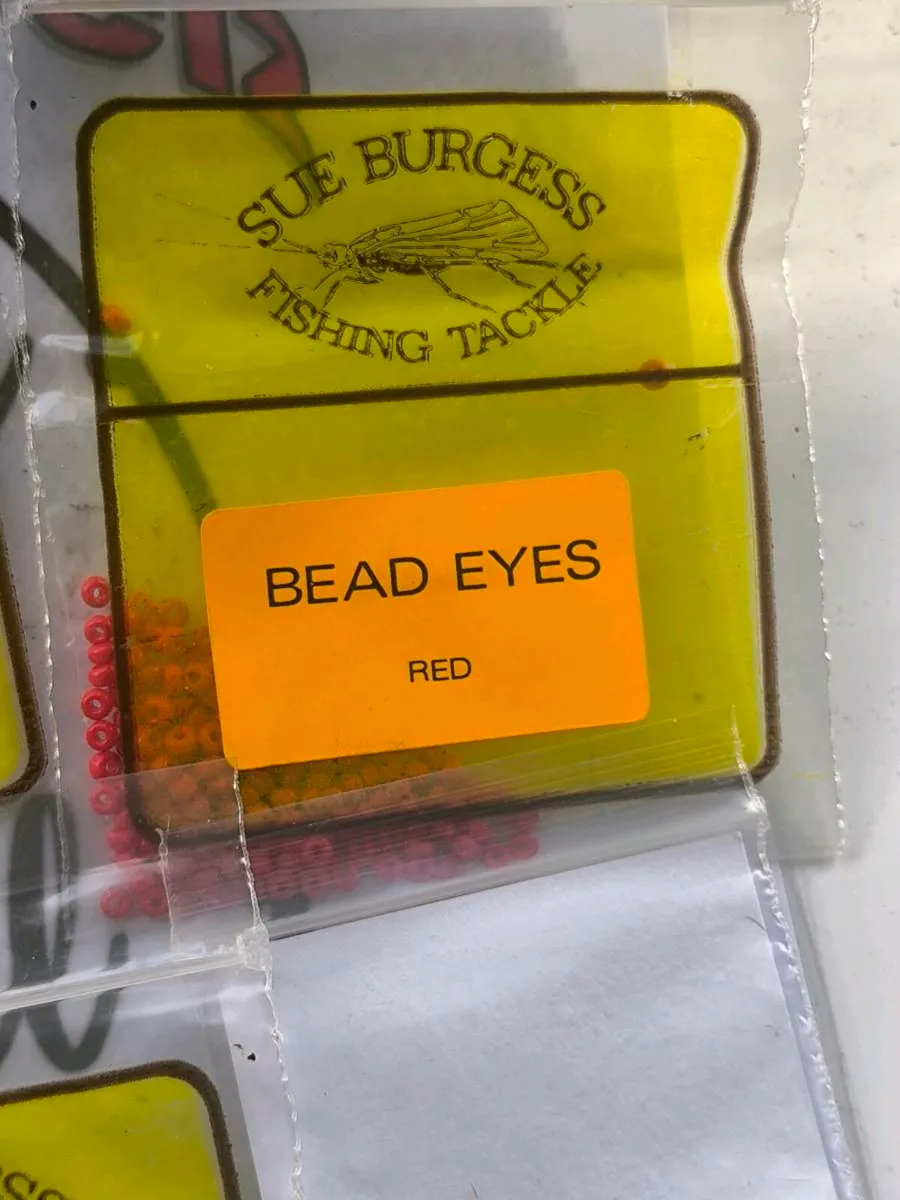 SUE BURGESS
FISHING TACKLE
BEAD EYES
RED